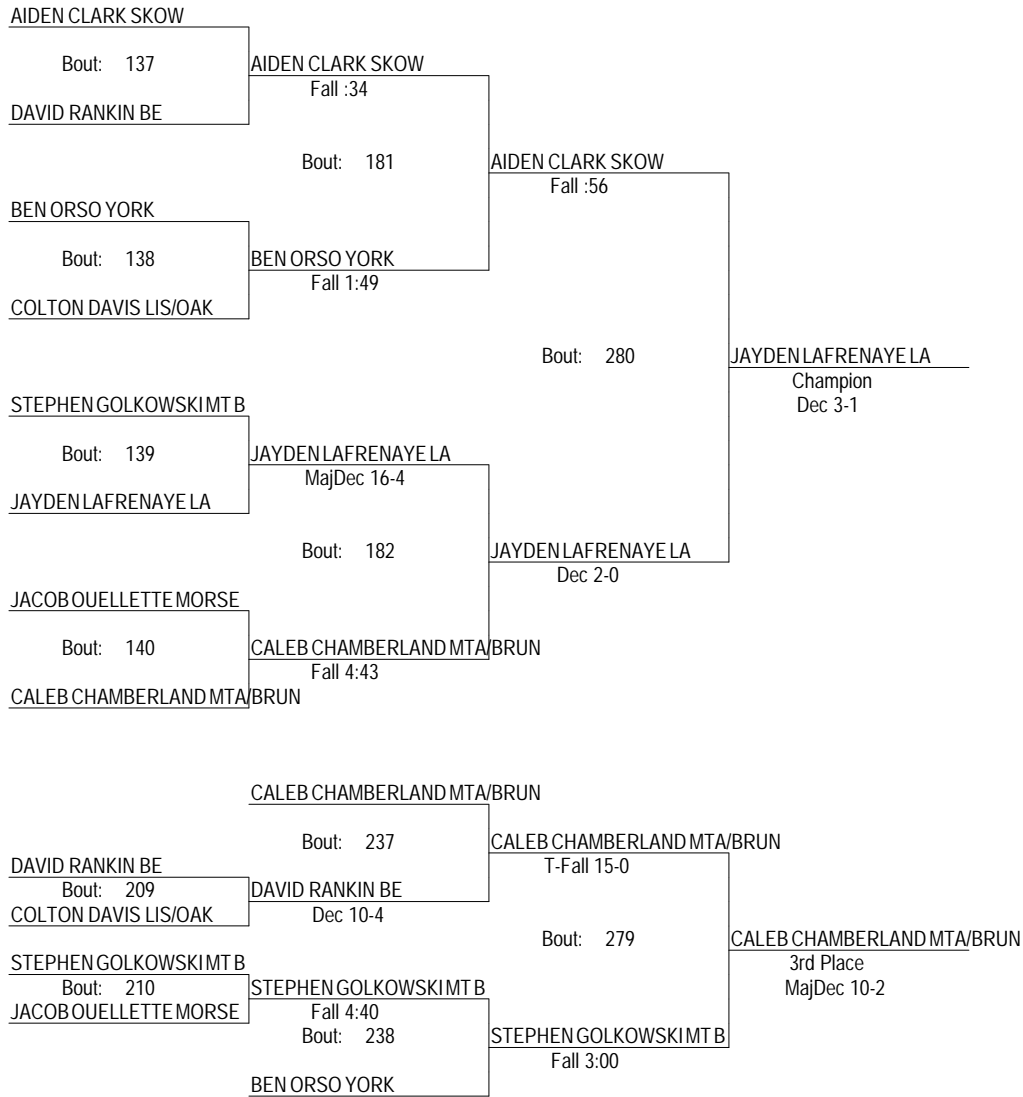 AIDEN CLARK SKOW
Bout: 137
AIDEN CLARK SKOW
Fall :34
DAVID RANKIN BE
Bout: 181
AIDEN CLARK SKOW
Fall :56
BEN ORSO YORK
Bout: 138
BEN ORSO YORK
Fall 1:49
COLTON DAVIS LIS/OAK
Bout: 280
JAYDEN LAFRENAYE LA
Champion
Dec 3-1
STEPHEN GOLKOWSKI MT B
Bout: 139
JAYDEN LAFRENAYE LA
MajDec 16-4
JAYDEN LAFRENAYE LA
Bout: 182
JAYDEN LAFRENAYE LA
Dec 2-0
JACOB OUELLETTE MORSE
Bout: 140
CALEB CHAMBERLAND MTA/BRUN
Fall 4:43
CALEB CHAMBERLAND MTA/BRUN
CALEB CHAMBERLAND MTA/BRUN
Bout: 237
CALEB CHAMBERLAND MTA/BRUN
T-Fall 15-0
DAVID RANKIN BE
Bout: 209
DAVID RANKIN BE
Dec 10-4
COLTON DAVIS LIS/OAK
Bout: 279
CALEB CHAMBERLAND MTA/BRUN
3rd Place
MajDec 10-2
STEPHEN GOLKOWSKI MT B
Bout: 210
STEPHEN GOLKOWSKI MT B
Fall 4:40
JACOB OUELLETTE MORSE
Bout: 238
STEPHEN GOLKOWSKI MT B
Fall 3:00
BEN ORSO YORK